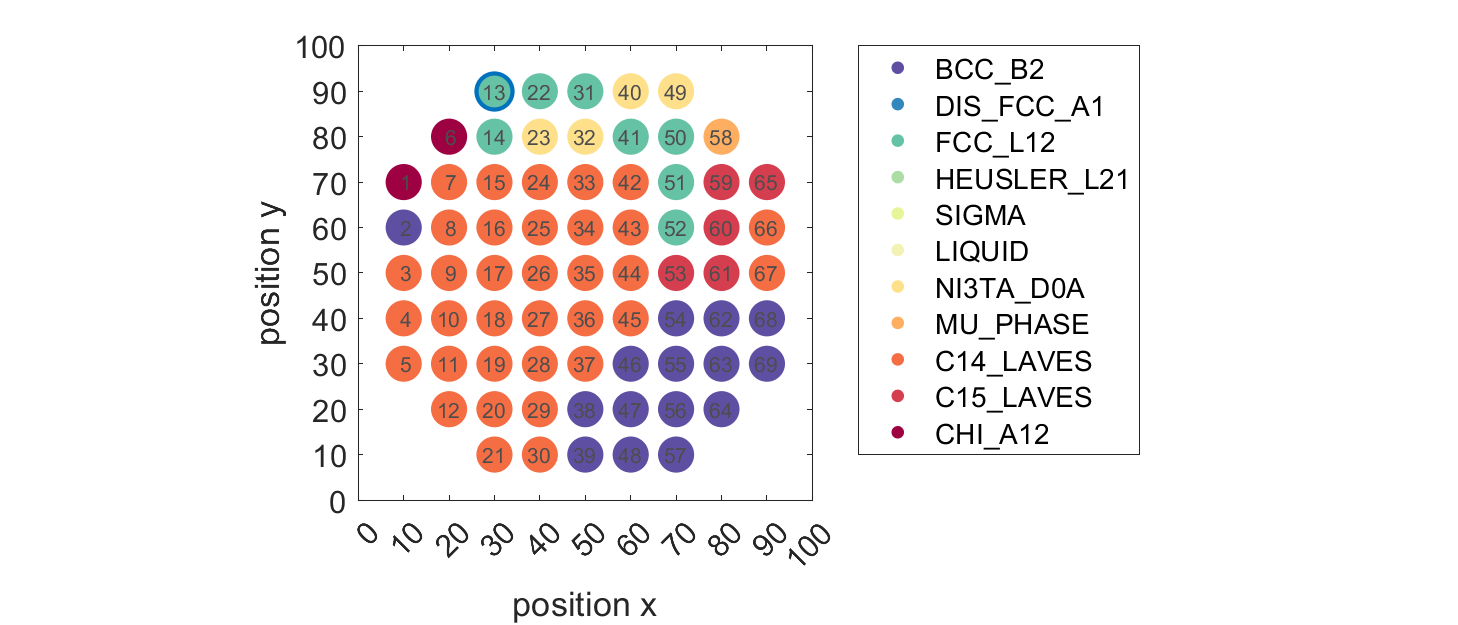 100
90
80
70
60
50
40
30
20
10
0
position y
13 22 31 40 49
6 14 23 32 41 50 58
1 7 15 24 33 42 51 59 65
2 8 16 25 34 43 52 60 66
3 9 17 26 35 44 53 61 67
4 10 18 27 36 45 54 62 68
5 11 19 28 37 46 55 63 69
12 20 29 38 47 56 64
21 30 39 48 57
0 10 20 30 40 50 60 70 80 90 100
position x
BCC_B2
DIS_FCC_A1
FCC_L12
HEUSLER_L21
SIGMA
LIQUID
NI3TA_D0A
MU_PHASE
C14_LAVES
C15_LAVES
CHI_A12